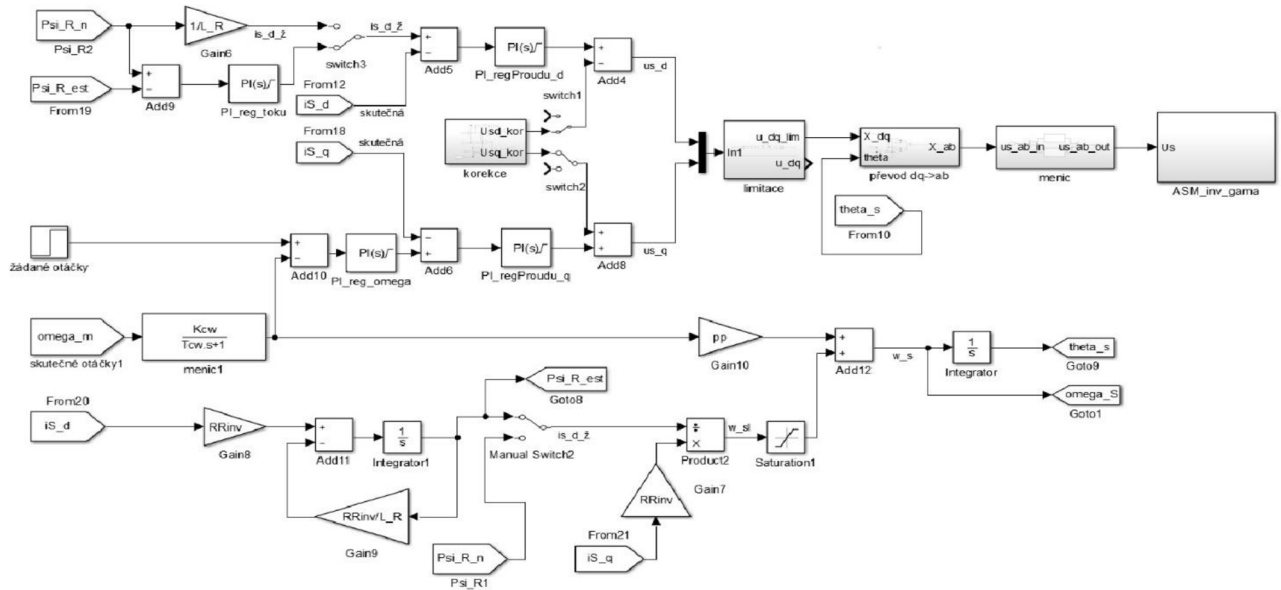 Psi_R_n
Psi_R2
1/L_R
Gain6
is_d_ž
switch3
is_d_ž
+
−
Add5
PI(s)
PI_regProudu_d
+
−
Add4
us_d
Psi_R_est
From19
+
−
Add9
PI(s)
PI_reg_toku
From12
iS_d
skutečná
From18
iS_q
skutečná
switch1
Usd_kor
Usq_kor
korekce
switch2
In1
u_dq_lim
u_dq
limitace
X_dq
theta
X_ab
převod dq->ab
us_ab_in
us_ab_out
menic
Us
ASM_inv_gama
theta_s
From10
žádané otáčky
+
−
Add10
PI(s)
PI_reg_omega
−
+
Add6
PI(s)
PI_regProudu_q
+
+
Add8
us_q
omega_m
skutečné otáčky1
Kcw
Tcw.s+1
menic1
pp
Gain10
+
+
Add12
w_s
1
s
Integrator
theta_s
Goto9
omega_S
Goto1
From20
iS_d
RRinv
Gain8
+
−
Add11
1
s
Integrator1
Psi_R_est
Goto8
is_d_ž
Manual Switch2
÷
×
Product2
w_sl
Saturation1
RRinv
Gain7
RRinv/L_R
Gain9
Psi_R_n
Psi_R1
From21
iS_q